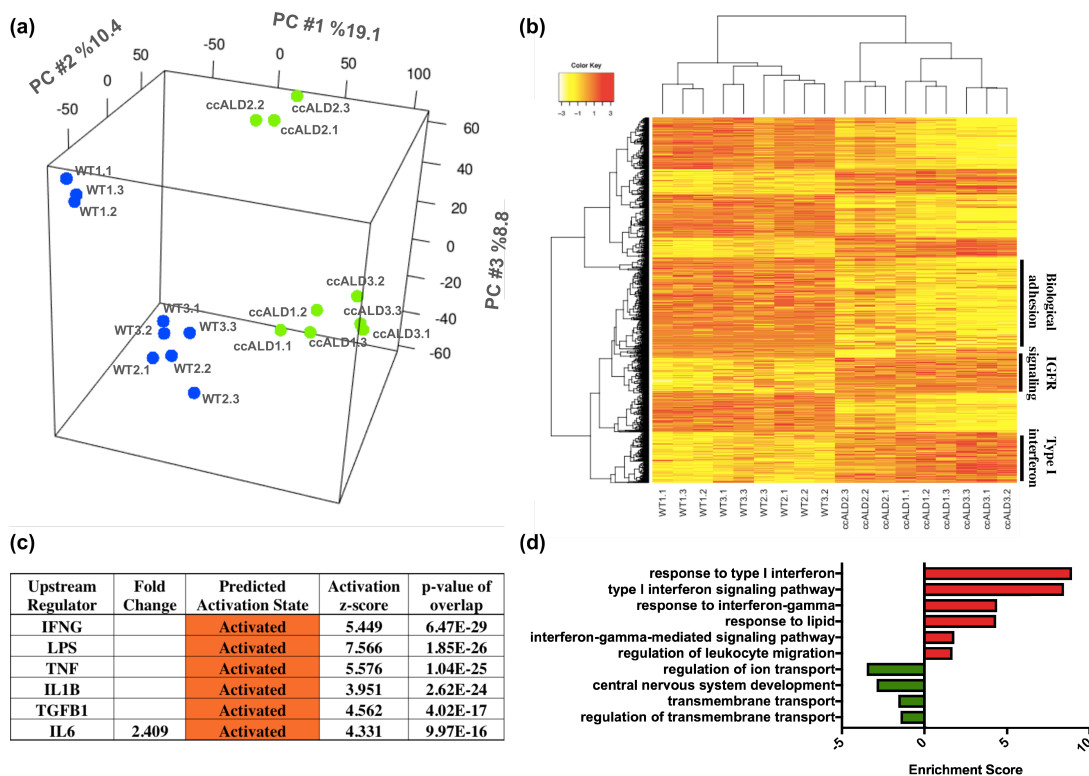 (a)
PC #1 %19.1
PC #2 %10.4
-50
0
50
-50
0
50
100
ccALD2.2
ccALD2.3
ccALD2.1
60
40
20
0
-20
-40
-60
PC #3 %8.8
WT1.1
WT1.3
WT1.2
ccALD3.2
ccALD1.2
ccALD3.3
WT3.1
WT3.2
WT3.3
ccALD1.1
ccALD1.3
ccALD3.1
WT2.1
WT2.2
WT2.3
(b)
Color Key
-3 -1 1 3
Biological
adhesion
IGFR
signaling
Type I
interferon
WT1.1
WT1.3
WT1.2
WT3.1
WT3.3
WT2.3
WT2.1
WT2.2
WT3.2
ccALD2.3
ccALD2.2
ccALD2.1
ccALD1.1
ccALD1.2
ccALD1.3
ccALD3.3
ccALD3.1
ccALD3.2
(c)
Upstream Regulator Fold Change Predicted Activation State Activation z-score p-value of overlap
IFNG Activated 5.449 6.47E-29
LPS Activated 7.566 1.85E-26
TNF Activated 5.576 1.04E-25
IL1B Activated 3.951 2.62E-24
TGFB1 Activated 4.562 4.02E-17
IL6 2.409 Activated 4.331 9.97E-16
(d)
response to type I interferon
type I interferon signaling pathway
response to interferon-gamma
response to lipid
interferon-gamma-mediated signaling pathway
regulation of leukocyte migration
regulation of ion transport
central nervous system development
transmembrane transport
regulation of transmembrane transport
-5 0 5 10
Enrichment Score